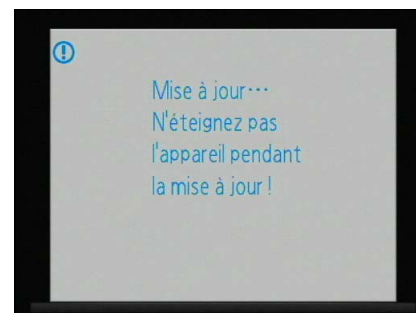 Mise à jour···
N'éteignez pas
l'appareil pendant
la mise à jour !